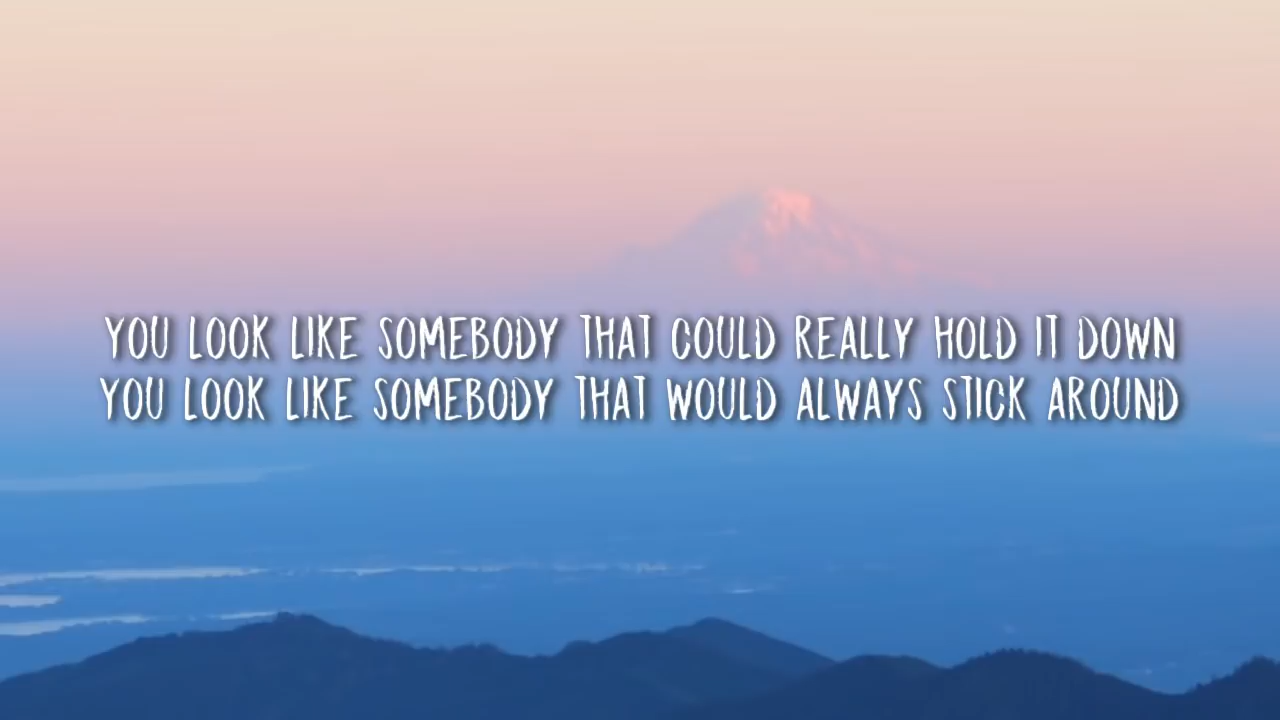 YOU LOOK LIKE SOMEBODY THAT COULD REALLY HOLD IT DOWN
YOU LOOK LIKE SOMEBODY THAT WOULD ALWAYS STICK AROUND